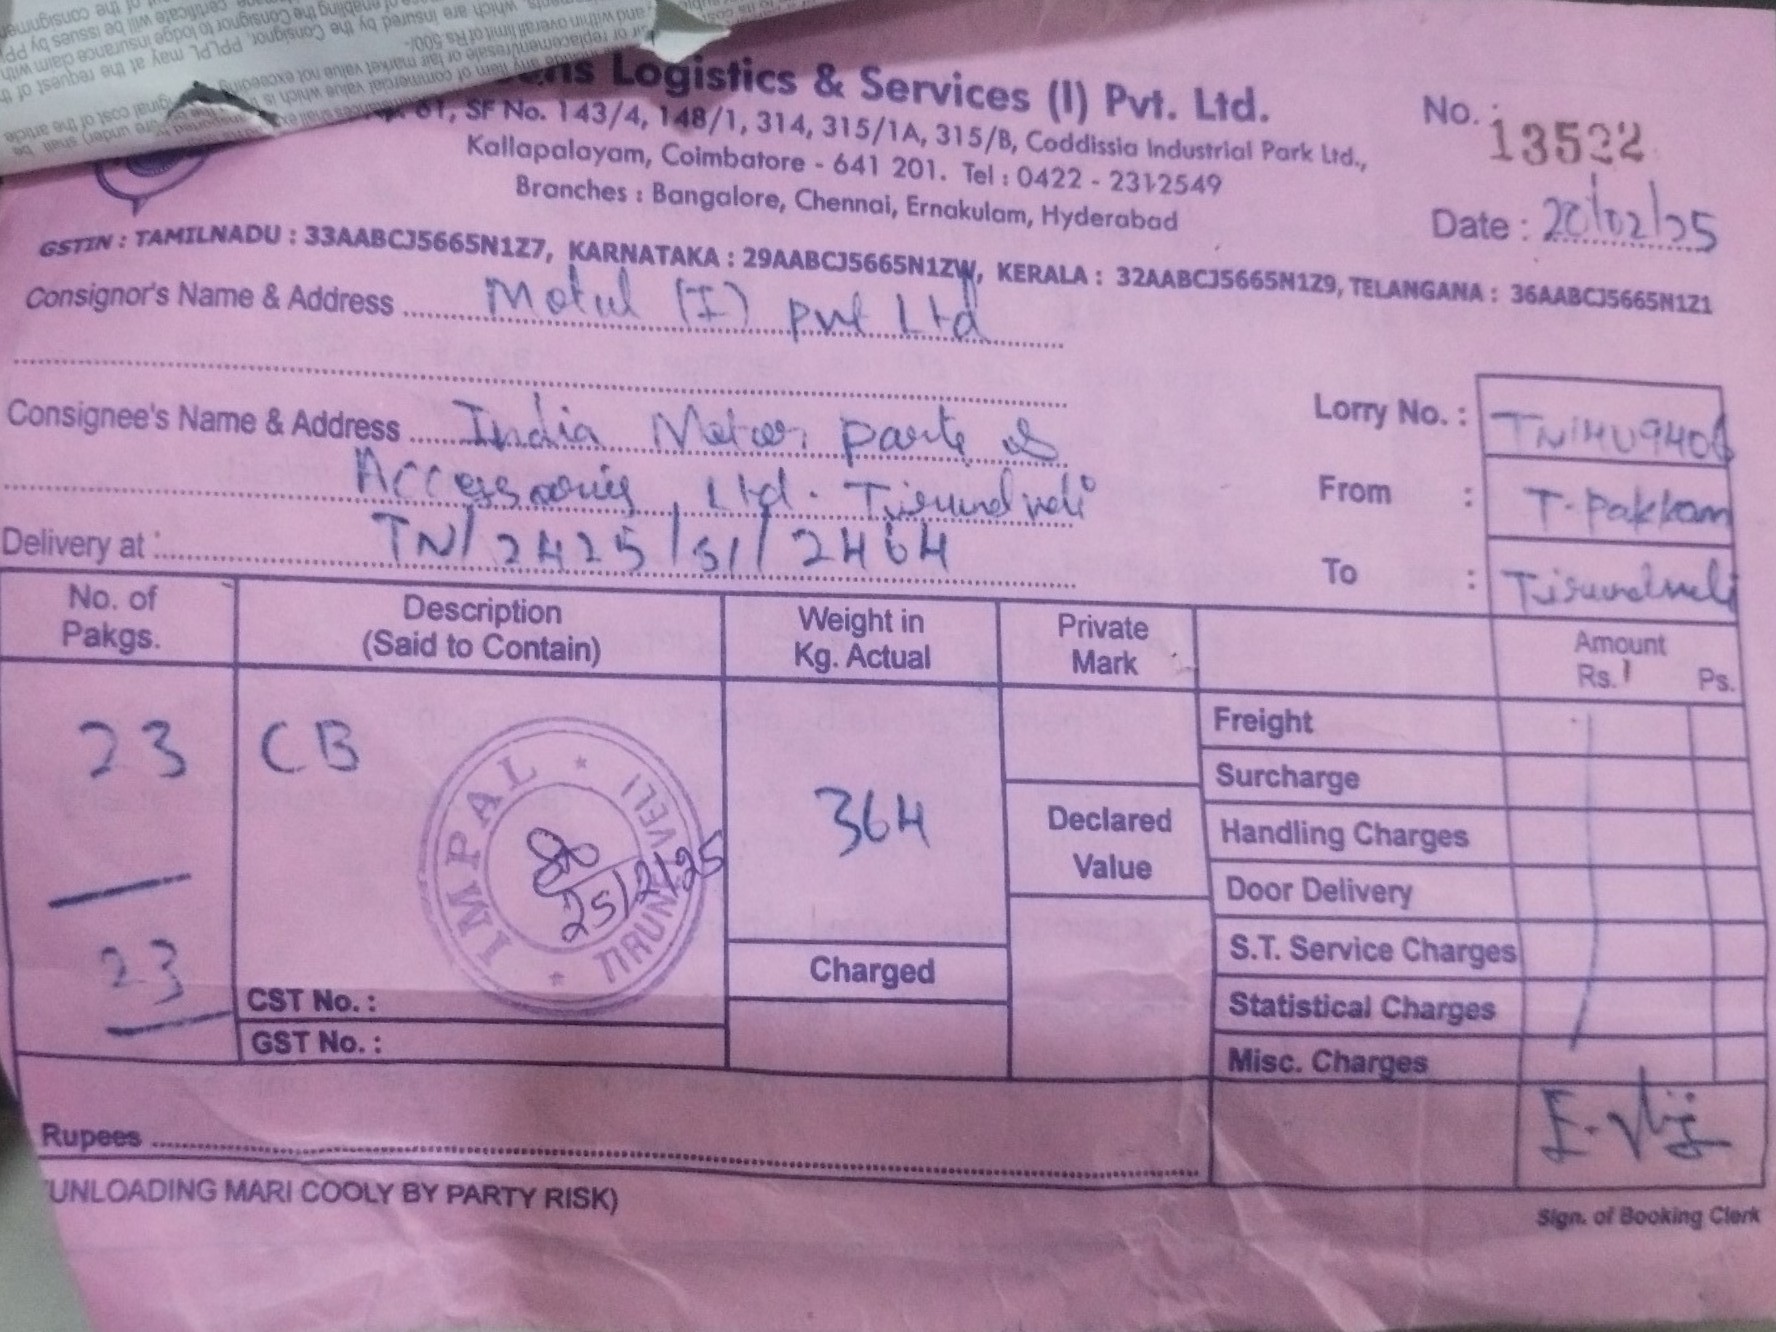 Logistics & Services (I) Pvt. Ltd.
61, SF No. 143/4, 148/1, 314, 315/1A, 315/B, Coddissia Industrial Park Ltd.,
Kallapalayam, Coimbatore - 641 201. Tel : 0422 - 2312549
Branches : Bangalore, Chennai, Ernakulam, Hyderabad
No. 13522
Date : 20/02/25
GSTIN : TAMILNADU : 33AABCJ5665N1Z7, KARNATAKA : 29AABCJ5665N1ZW, KERALA : 32AABCJ5665N1Z9, TELANGANA : 36AABCJ5665N1Z1
Consignor's Name & Address Motul (I) Pvt Ltd
Consignee's Name & Address India Motor Parts &
Accessories Ltd. Tirunelveli
Delivery at : TN/2425/SI/2464
Lorry No. :
From : T-Pakkam
To : Tirunelveli
No. of Pakgs.
Description (Said to Contain)
Weight in Kg. Actual
Private Mark
Amount
Rs. Ps.
23 CB
364
23
IMPAL * TIRUNELVELI *
25/2/25
Declared Value
Charged
CST No. :
GST No. :
Freight
Surcharge
Handling Charges
Door Delivery
S.T. Service Charges
Statistical Charges
Misc. Charges
Rupees
UNLOADING MARI COOLY BY PARTY RISK)
Sign. of Booking Clerk